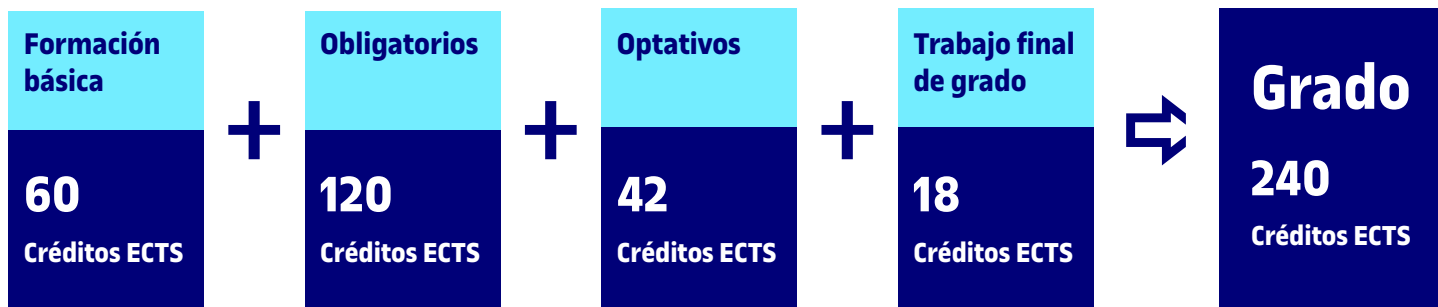 Formación
básica
60
Créditos ECTS
+
Obligatorios
120
Créditos ECTS
+
Optativos
42
Créditos ECTS
+
Trabajo final
de grado
18
Créditos ECTS
Grado
240
Créditos ECTS